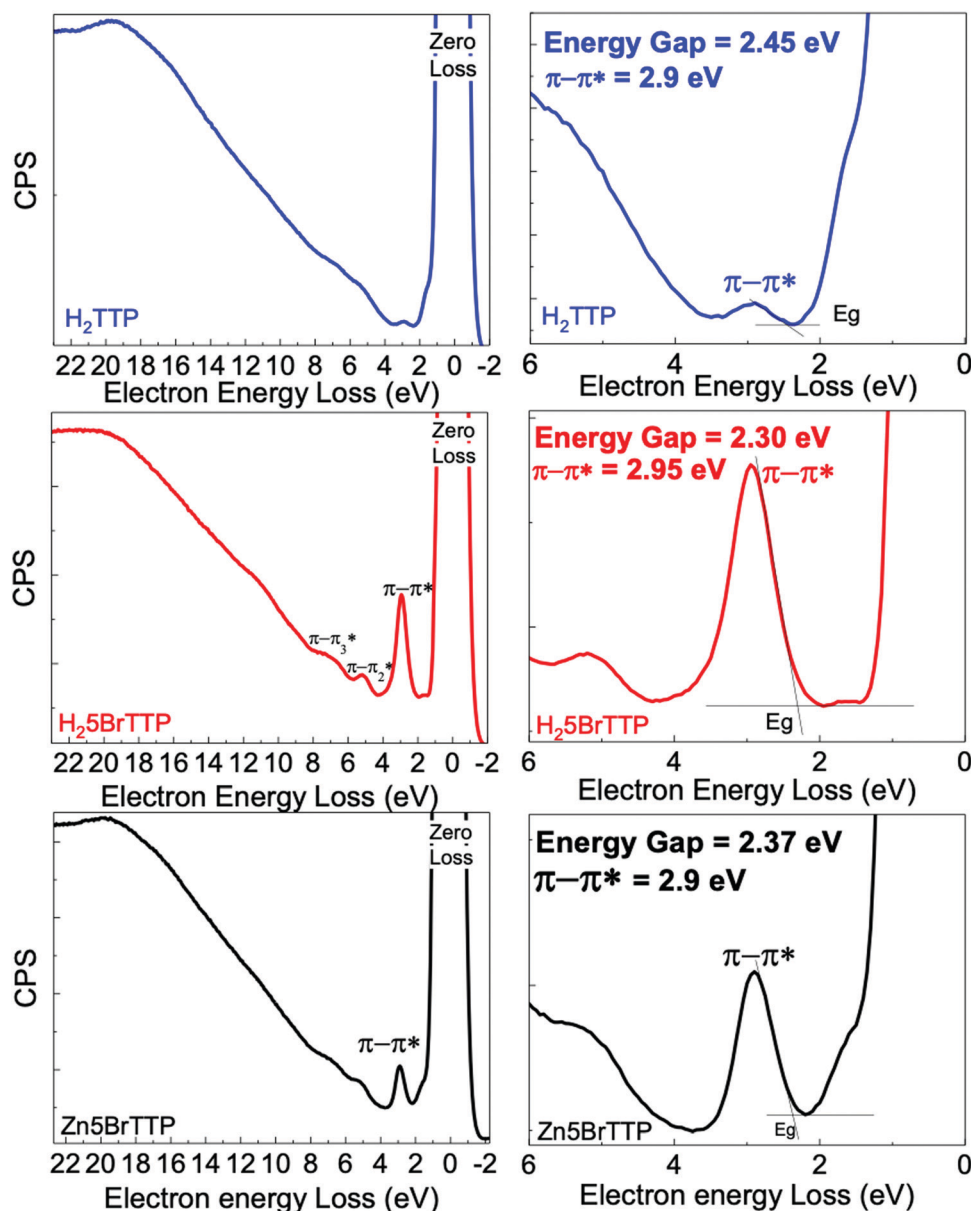 Zero
Loss
CPS
H₂TTP
22 20 18 16 14 12 10 8 6 4 2 0 -2
Electron Energy Loss (eV)
Energy Gap = 2.45 eV
π–π* = 2.9 eV
π–π*
Eg
H₂TTP
6 4 2 0
Electron Energy Loss (eV)
Zero
Loss
CPS
π–π*
π–π₃*
π–π₂*
H₂5BrTTP
22 20 18 16 14 12 10 8 6 4 2 0 -2
Electron Energy Loss (eV)
Energy Gap = 2.30 eV
π–π* = 2.95 eV
π–π*
Eg
H₂5BrTTP
6 4 2 0
Electron Energy Loss (eV)
Zero
Loss
CPS
π–π*
Zn5BrTTP
22 20 18 16 14 12 10 8 6 4 2 0 -2
Electron energy Loss (eV)
Energy Gap = 2.37 eV
π–π* = 2.9 eV
π–π*
Eg
Zn5BrTTP
6 4 2 0
Electron energy Loss (eV)